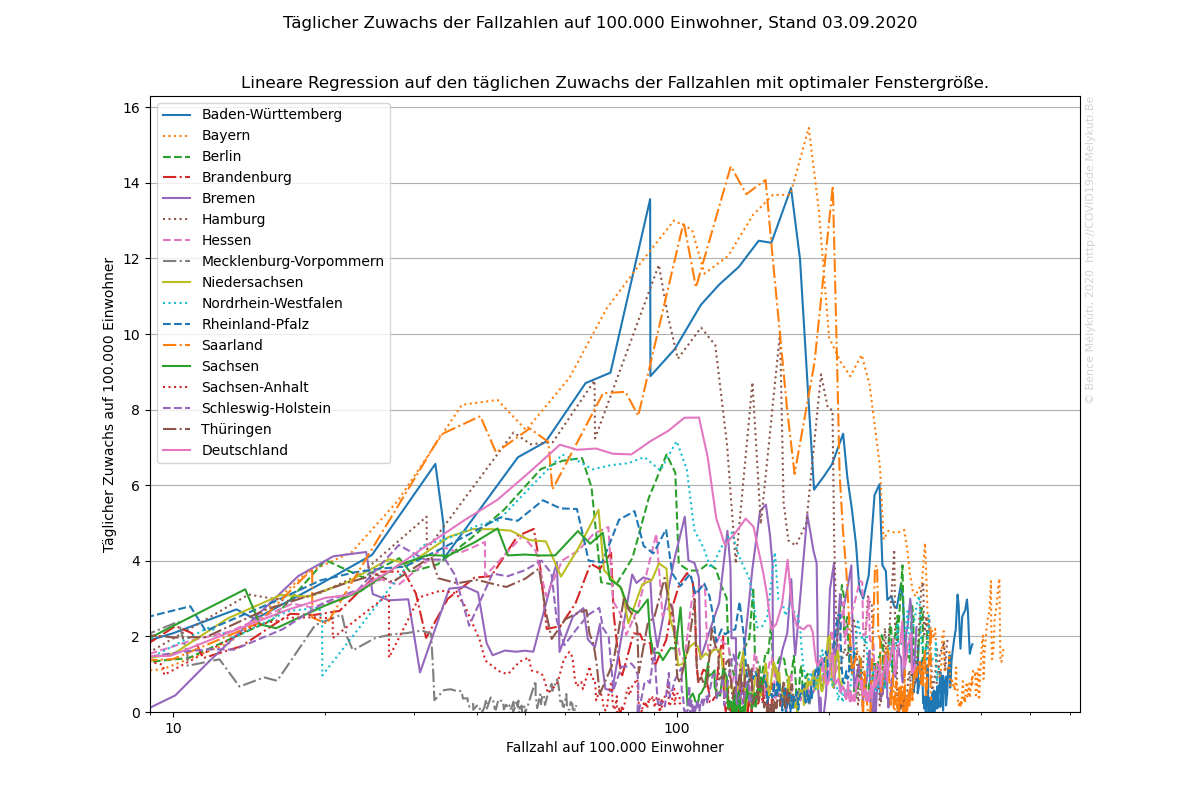 Täglicher Zuwachs der Fallzahlen auf 100.000 Einwohner, Stand 03.09.2020
Lineare Regression auf den täglichen Zuwachs der Fallzahlen mit optimaler Fenstergröße.
16
14
12
10
8
6
4
2
0
Täglicher Zuwachs auf 100.000 Einwohner
Baden-Württemberg
Bayern
Berlin
Brandenburg
Bremen
Hamburg
Hessen
Mecklenburg-Vorpommern
Niedersachsen
Nordrhein-Westfalen
Rheinland-Pfalz
Saarland
Sachsen
Sachsen-Anhalt
Schleswig-Holstein
Thüringen
Deutschland
10
100
Fallzahl auf 100.000 Einwohner
© Bence Mélykúti, 2020 http://COVID19de.Melykuti.Be